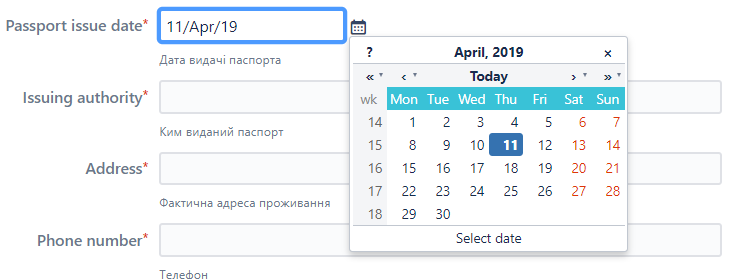 Passport issue date* 11/Apr/19
Дата видачі паспорта
Issuing authority*
Ким виданий паспорт
Address*
Фактична адреса проживання
Phone number*
Телефон
? April, 2019 ×
« ‹ Today › »
wk Mon Tue Wed Thu Fri Sat Sun
14 1 2 3 4 5 6 7
15 8 9 10 11 12 13 14
16 15 16 17 18 19 20 21
17 22 23 24 25 26 27 28
18 29 30
Select date